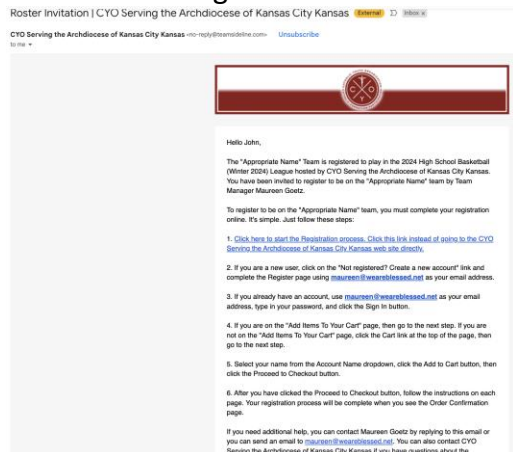 Roster Invitation | CYO Serving the Archdiocese of Kansas City Kansas External Inbox x
CYO Serving the Archdiocese of Kansas City Kansas <no-reply@teamsideline.com> Unsubscribe
to me
C Y O
Hello John,
The "Appropriate Name" Team is registered to play in the 2024 High School Basketball
(Winter 2024) League hosted by CYO Serving the Archdiocese of Kansas City Kansas.
You have been invited to register to be on the "Appropriate Name" team by Team
Manager Maureen Goetz.
To register to be on the "Appropriate Name" team, you must complete your registration
online. It's simple. Just follow these steps:
1. Click here to start the Registration process. Click this link instead of going to the CYO
Serving the Archdiocese of Kansas City Kansas web site directly.
2. If you are a new user, click on the "Not registered? Create a new account" link and
complete the Register page using maureen@weareblessed.net as your email address.
3. If you already have an account, use maureen@weareblessed.net as your email
address, type in your password, and click the Sign In button.
4. If you are on the "Add Items To Your Cart" page, then go to the next step. If you are
not on the "Add Items To Your Cart" page, click the Cart link at the top of the page, then
go to the next step.
5. Select your name from the Account Name dropdown, click the Add to Cart button, then
click the Proceed to Checkout button.
6. After you have clicked the Proceed to Checkout button, follow the instructions on each
page. Your registration process will be complete when you see the Order Confirmation
page.
If you need additional help, you can contact Maureen Goetz by replying to this email or
you can send an email to maureen@weareblessed.net. You can also contact CYO
Serving the Archdiocese of Kansas City Kansas if you have questions about the